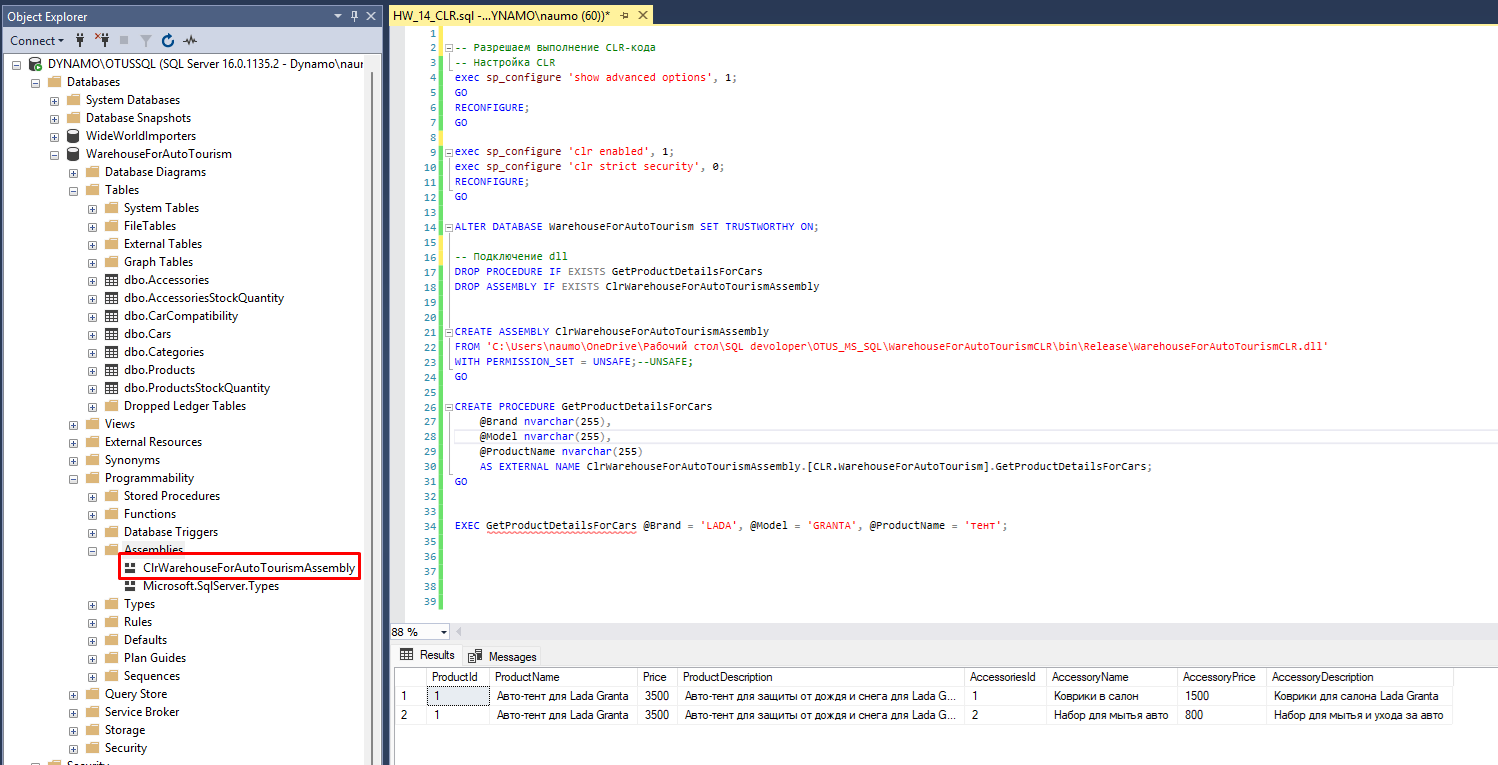 Object Explorer
Connect
DYNAMO\OTUSSQL (SQL Server 16.0.1135.2 - Dynamo\naur
Databases
System Databases
Database Snapshots
WideWorldImporters
WarehouseForAutoTourism
Database Diagrams
Tables
System Tables
FileTables
External Tables
Graph Tables
dbo.Accessories
dbo.AccessoriesStockQuantity
dbo.CarCompatibility
dbo.Cars
dbo.Categories
dbo.Products
dbo.ProductsStockQuantity
Dropped Ledger Tables
Views
External Resources
Synonyms
Programmability
Stored Procedures
Functions
Database Triggers
Assemblies
ClrWarehouseForAutoTourismAssembly
Microsoft.SqlServer.Types
Types
Rules
Defaults
Plan Guides
Sequences
Query Store
Service Broker
Storage
Security
Security
HW_14_CLR.sql -...YNAMO\naumo (60))*
1
2 -- Разрешаем выполнение CLR-кода
3 -- Настройка CLR
4 exec sp_configure 'show advanced options', 1;
5 GO
6 RECONFIGURE;
7 GO
8
9 exec sp_configure 'clr enabled', 1;
10 exec sp_configure 'clr strict security', 0;
11 RECONFIGURE;
12 GO
13
14 ALTER DATABASE WarehouseForAutoTourism SET TRUSTWORTHY ON;
15
16 -- Подключение dll
17 DROP PROCEDURE IF EXISTS GetProductDetailsForCars
18 DROP ASSEMBLY IF EXISTS ClrWarehouseForAutoTourismAssembly
19
20
21 CREATE ASSEMBLY ClrWarehouseForAutoTourismAssembly
22 FROM 'C:\Users\naumo\OneDrive\Рабочий стол\SQL devoloper\OTUS_MS_SQL\WarehouseForAutoTourismCLR\bin\Release\WarehouseForAutoTourismCLR.dll'
23 WITH PERMISSION_SET = UNSAFE;--UNSAFE;
24 GO
25
26 CREATE PROCEDURE GetProductDetailsForCars
27 @Brand nvarchar(255),
28 @Model nvarchar(255),
29 @ProductName nvarchar(255)
30 AS EXTERNAL NAME ClrWarehouseForAutoTourismAssembly.[CLR.WarehouseForAutoTourism].GetProductDetailsForCars;
31 GO
32
33
34 EXEC GetProductDetailsForCars @Brand = 'LADA', @Model = 'GRANTA', @ProductName = 'тент';
35
36
37
38
39
88 %
Results Messages
ProductId ProductName Price ProductDescription AccessoriesId AccessoryName AccessoryPrice AccessoryDescription
1 1 Авто-тент для Lada Granta 3500 Авто-тент для защиты от дождя и снега для Lada G... 1 Коврики в салон 1500 Коврики для салона Lada Granta
2 1 Авто-тент для Lada Granta 3500 Авто-тент для защиты от дождя и снега для Lada G... 2 Набор для мытья авто 800 Набор для мытья и ухода за авто